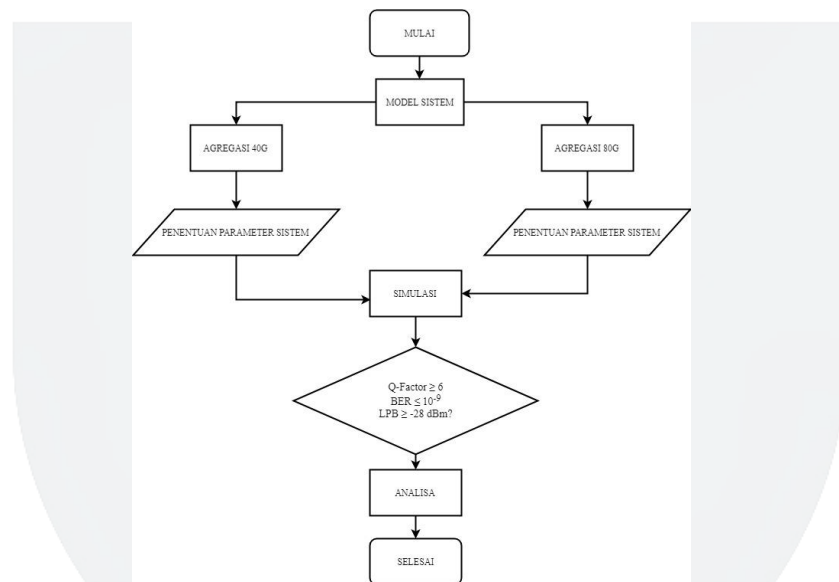 MULAI
MODEL SISTEM
AGREGASI 40G
AGREGASI 80G
PENENTUAN PARAMETER SISTEM
PENENTUAN PARAMETER SISTEM
SIMULASI
Q-Factor ≥ 6
BER ≤ 10⁻⁹
LPB ≥ -28 dBm?
ANALISA
SELESAI